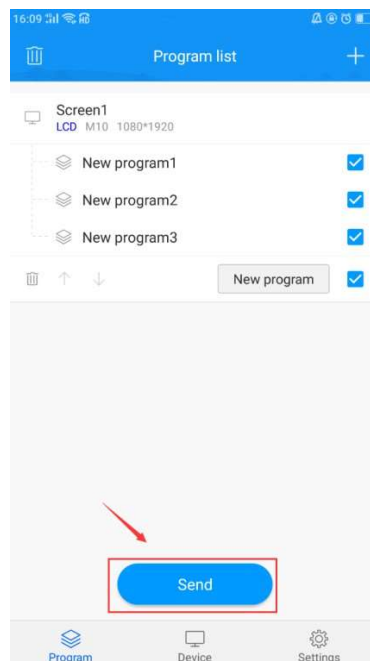 16:09
Program list
Screen1
LCD M10 1080*1920
New program1
New program2
New program3
New program
Send
Program Device Settings